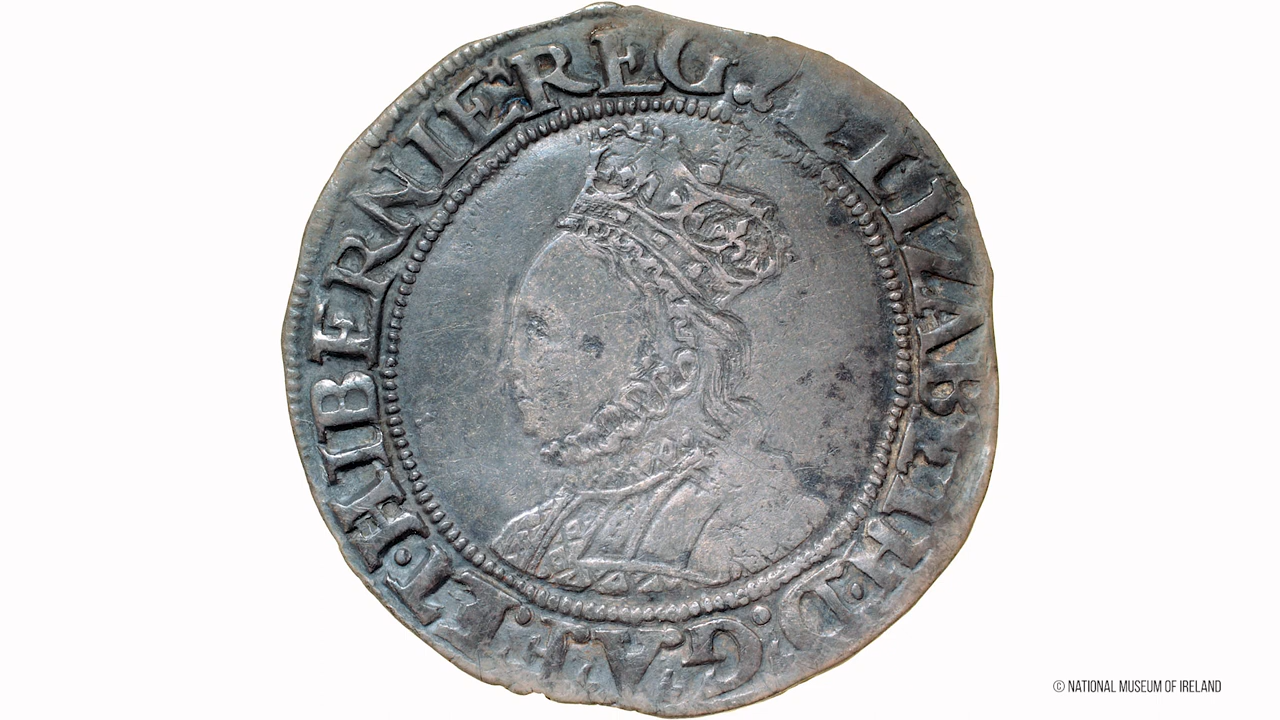 ELIZABETH·D:G·A·F·ET·HIBERNIE·REG·
© NATIONAL MUSEUM OF IRELAND